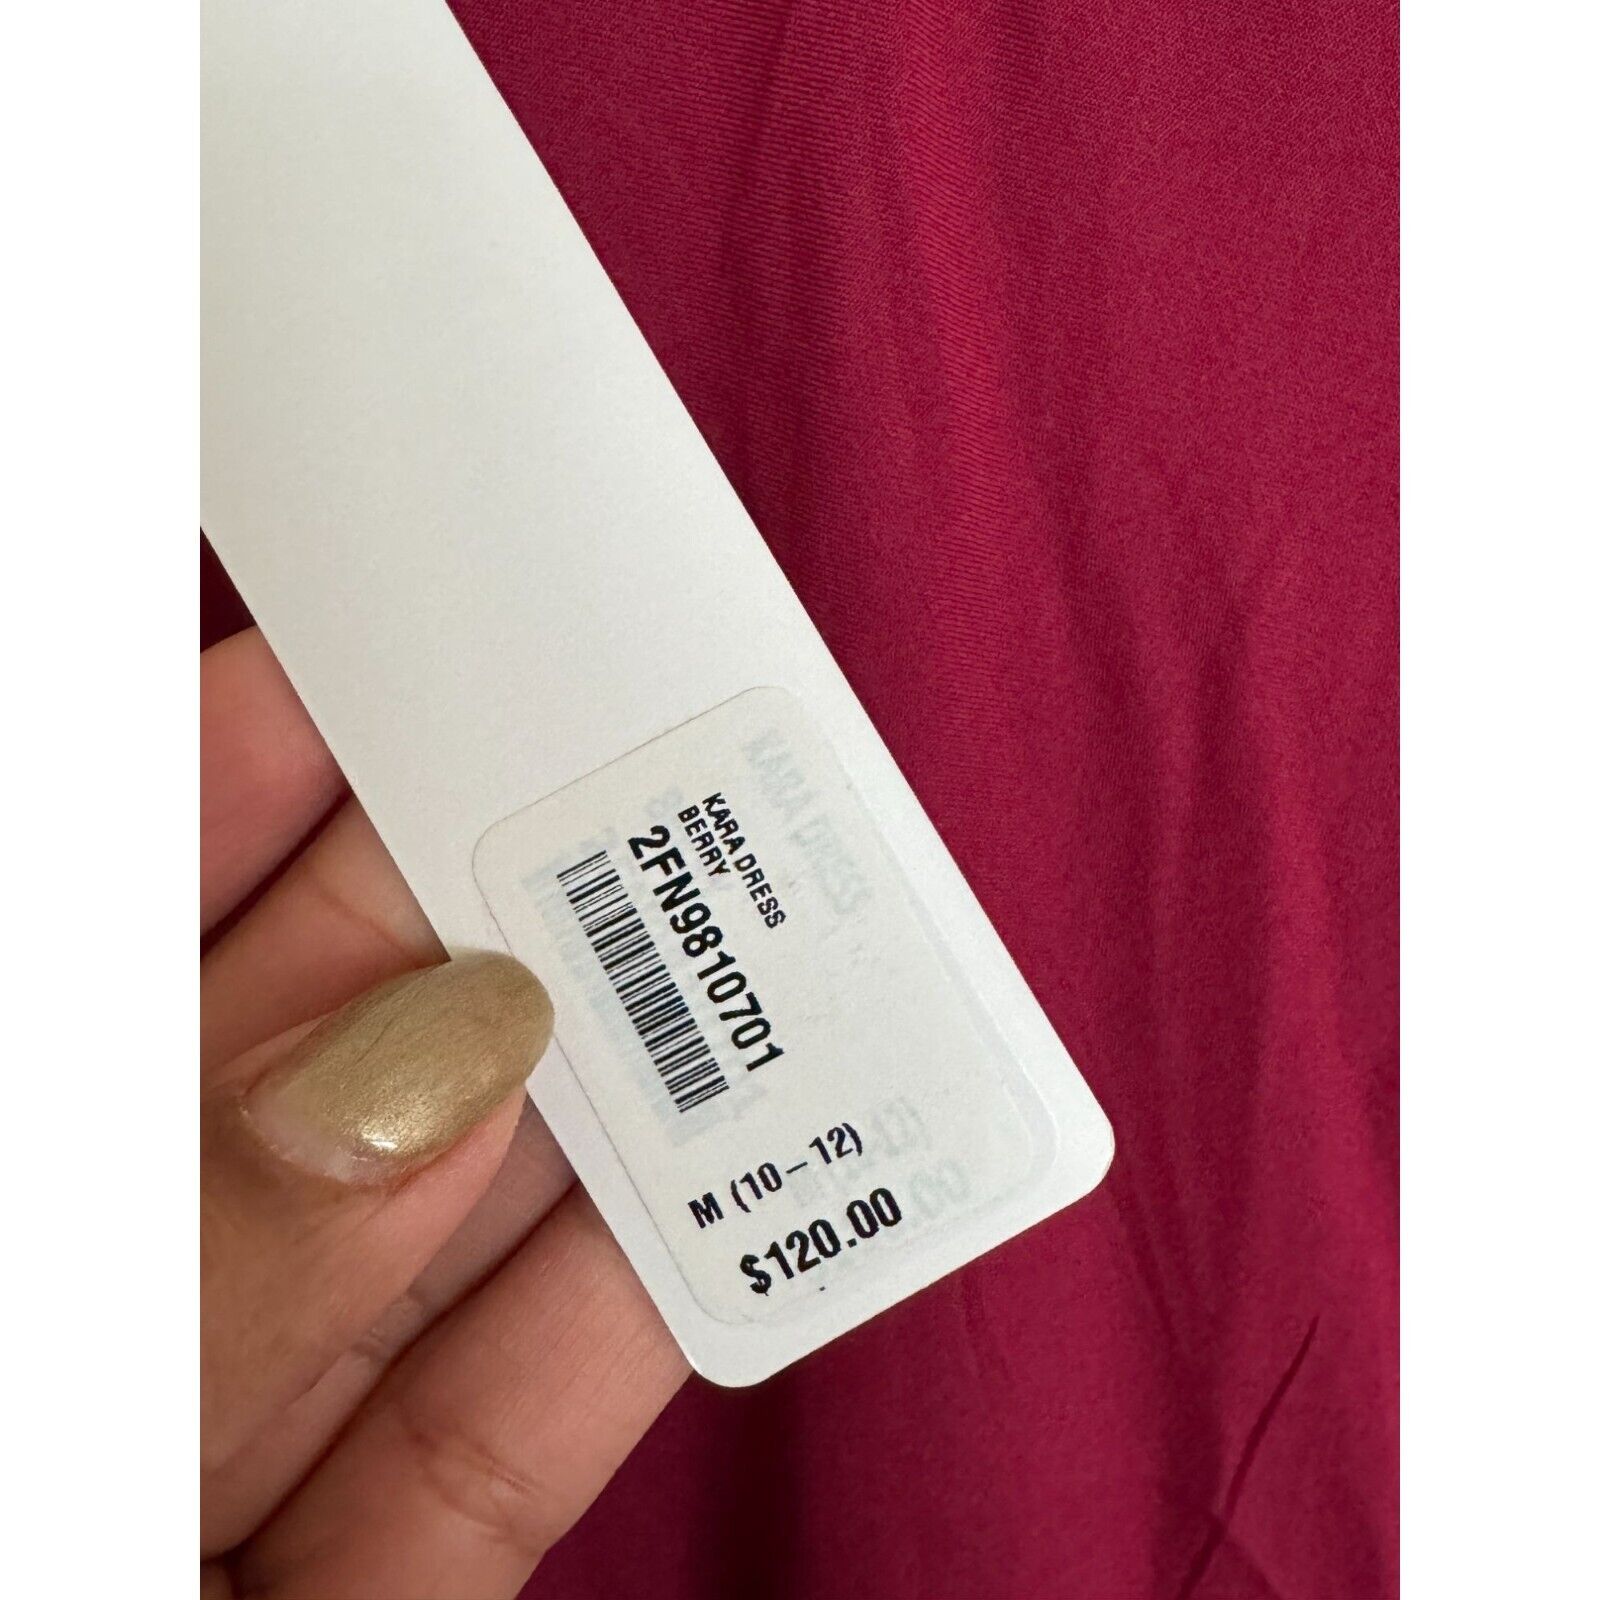 KARA DRESS
BERRY
2FN9810701
M (10-12)
$120.00